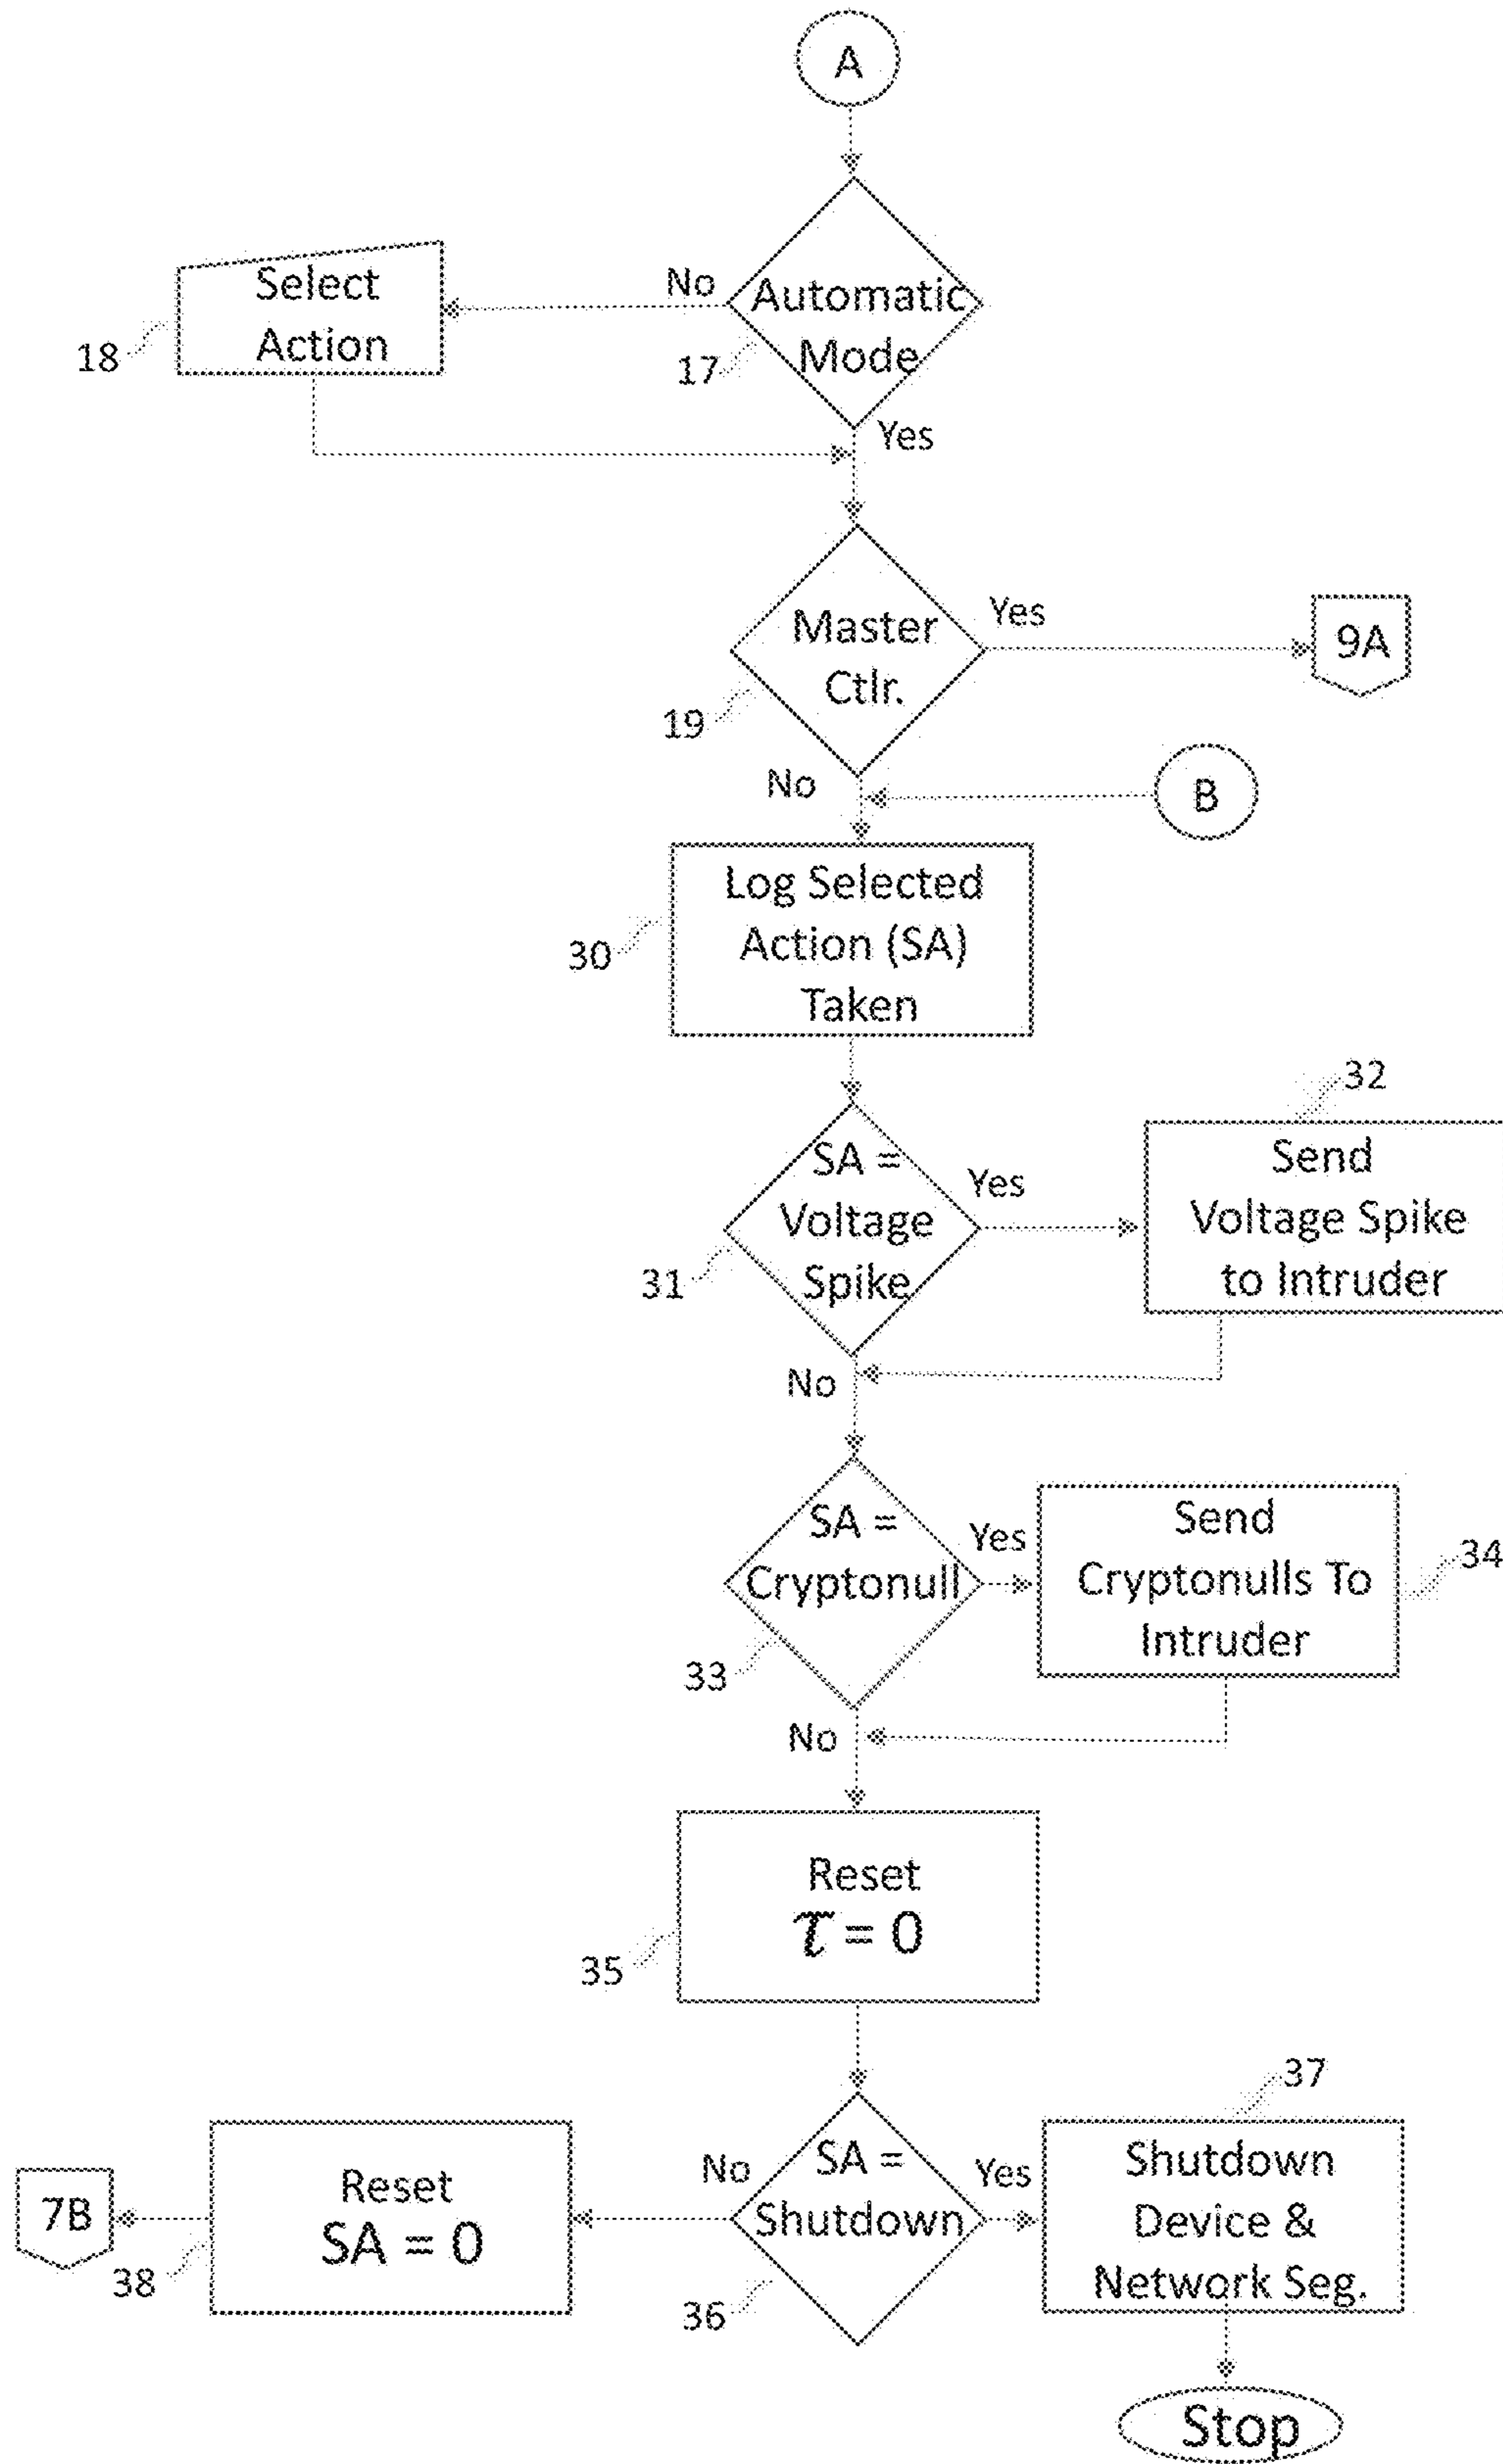 A
Select
Action
18
No
Automatic
Mode
17
Yes
Master
Ctlr.
19
Yes
9A
No
B
Log Selected
Action (SA)
Taken
30
SA =
Voltage
Spike
31
Yes
32
Send
Voltage Spike
to Intruder
No
SA =
Cryptonull
33
Yes
Send
Cryptonulls To
Intruder
34
No
Reset
τ = 0
35
SA =
Shutdown
36
No
Reset
SA = 0
38
7B
Yes
37
Shutdown
Device &
Network Seg.
Stop